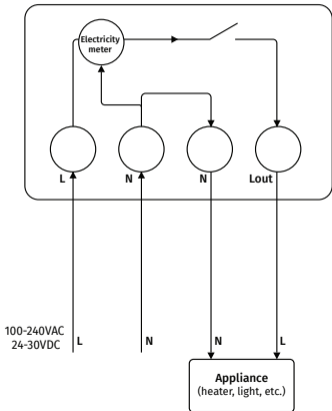 Electricity
meter
L
N
N
Lout
100-240VAC
24-30VDC
L
N
N
L
Appliance
(heater, light, etc.)